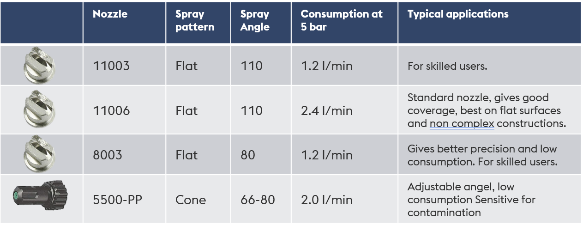 Nozzle Spray pattern Spray Angle Consumption at 5 bar Typical applications
11003 Flat 110 1.2 l/min For skilled users.
11006 Flat 110 2.4 l/min Standard nozzle, gives good
coverage, best on flat surfaces
and non complex constructions.
8003 Flat 80 1.2 l/min Gives better precision and low
consumption. For skilled users.
5500-PP Cone 66-80 2.0 l/min Adjustable angel, low
consumption Sensitive for
contamination